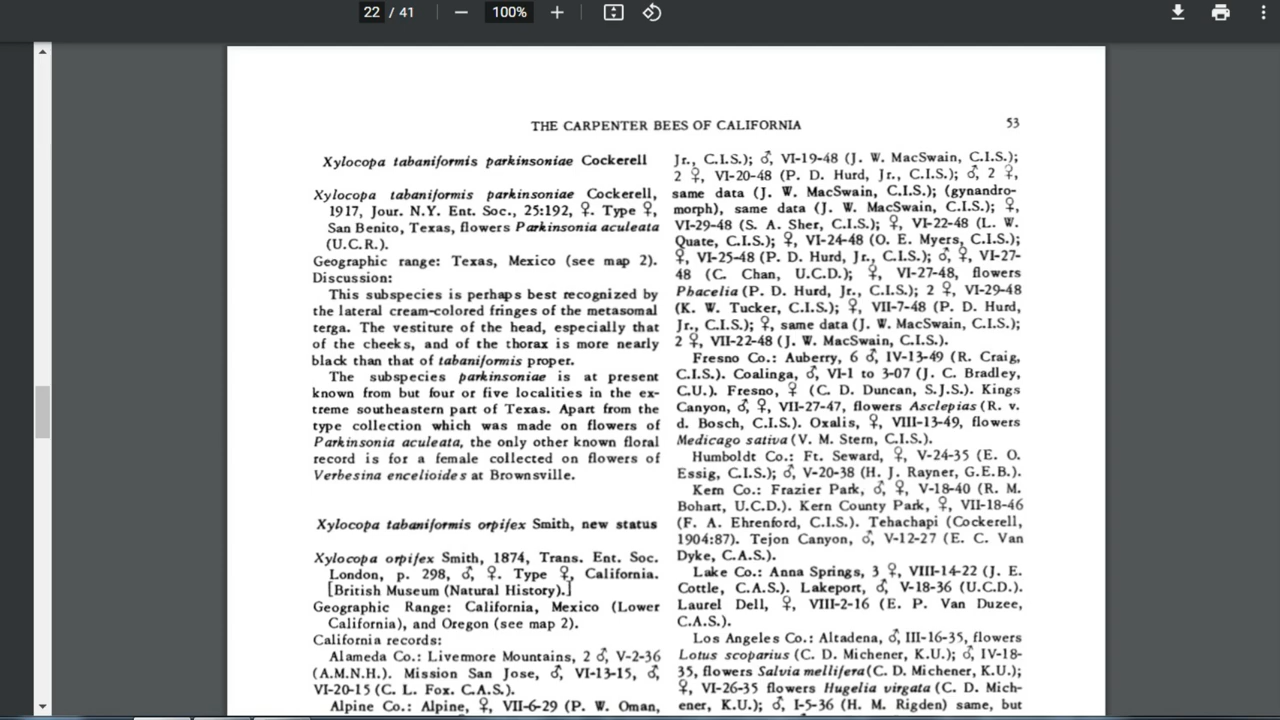 22 / 41
100%
THE CARPENTER BEES OF CALIFORNIA
53
Xylocopa tabaniformis parkinsoniae Cockerell
Xylocopa tabaniformis parkinsoniae Cockerell,
1917, Jour. N.Y. Ent. Soc., 25:192, ♀. Type ♀,
San Benito, Texas, flowers Parkinsonia aculeata
(U.C.R.).
Geographic range: Texas, Mexico (see map 2).
Discussion:
This subspecies is perhaps best recognized by
the lateral cream-colored fringes of the metasomal
terga. The vestiture of the head, especially that
of the cheeks, and of the thorax is more nearly
black than that of tabaniformis proper.
The subspecies parkinsoniae is at present
known from but four or five localities in the ex-
treme southeastern part of Texas. Apart from the
type collection which was made on flowers of
Parkinsonia aculeata, the only other known floral
record is for a female collected on flowers of
Verbesina encelioides at Brownsville.
Xylocopa tabaniformis orpifex Smith, new status
Xylocopa orpifex Smith, 1874, Trans. Ent. Soc.
London, p. 298, ♂, ♀. Type ♀, California.
[British Museum (Natural History).]
Geographic Range: California, Mexico (Lower
California), and Oregon (see map 2).
California records:
Alameda Co.: Livermore Mountains, 2 ♂, V-2-36
(A.M.N.H.). Mission San Jose, ♂, VI-13-15, ♂,
VI-20-15 (C. L. Fox. C.A.S.).
Alpine Co.: Alpine, ♀, VII-6-29 (P. W. Oman,
Jr., C.I.S.); ♂, VI-19-48 (J. W. MacSwain, C.I.S.);
2 ♀, VI-20-48 (P. D. Hurd, Jr., C.I.S.); ♂, 2 ♀,
same data (J. W. MacSwain, C.I.S.); (gynandro-
morph), same data (J. W. MacSwain, C.I.S.); ♀,
VI-29-48 (S. A. Sher, C.I.S.); ♀, VI-22-48 (L. W.
Quate, C.I.S.); ♀, VI-24-48 (O. E. Myers, C.I.S.);
♀, VI-25-48 (P. D. Hurd, Jr., C.I.S.); ♂, ♀, VI-27-
48 (C. Chan, U.C.D.); ♀, VI-27-48, flowers
Phacelia (P. D. Hurd, Jr., C.I.S.); 2 ♀, VI-29-48
(K. W. Tucker, C.I.S.); ♀, VII-7-48 (P. D. Hurd,
Jr., C.I.S.); ♀, same data (J. W. MacSwain, C.I.S.);
2 ♀, VII-22-48 (J. W. MacSwain, C.I.S.).
Fresno Co.: Auberry, 6 ♂, IV-13-49 (R. Craig,
C.I.S.). Coalinga, ♂, VI-1 to 3-07 (J. C. Bradley,
C.U.). Fresno, ♀ (C. D. Duncan, S.J.S.). Kings
Canyon, ♂, ♀, VII-27-47, flowers Asclepias (R. v.
d. Bosch, C.I.S.). Oxalis, ♀, VIII-13-49, flowers
Medicago sativa (V. M. Stern, C.I.S.).
Humboldt Co.: Ft. Seward, ♀, V-24-35 (E. O.
Essig, C.I.S.); ♂, V-20-38 (H. J. Rayner, G.E.B.).
Kern Co.: Frazier Park, ♂, ♀, V-18-40 (R. M.
Bohart, U.C.D.). Kern County Park, ♀, VII-18-46
(F. A. Ehrenford, C.I.S.). Tehachapi (Cockerell,
1904:87). Tejon Canyon, ♂, V-12-27 (E. C. Van
Dyke, C.A.S.).
Lake Co.: Anna Springs, 3 ♀, VIII-14-22 (J. E.
Cottle, C.A.S.). Lakeport, ♂, V-18-36 (U.C.D.).
Laurel Dell, ♀, VIII-2-16 (E. P. Van Duzee,
C.A.S.).
Los Angeles Co.: Altadena, ♂, III-16-35, flowers
Lotus scoparius (C. D. Michener, K.U.); ♂, IV-18-
35, flowers Salvia mellifera (C. D. Michener, K.U.);
♀, VI-26-35 flowers Hugelia virgata (C. D. Mich-
ener, K.U.); ♂, I-5-36 (H. M. Rigden) same, but